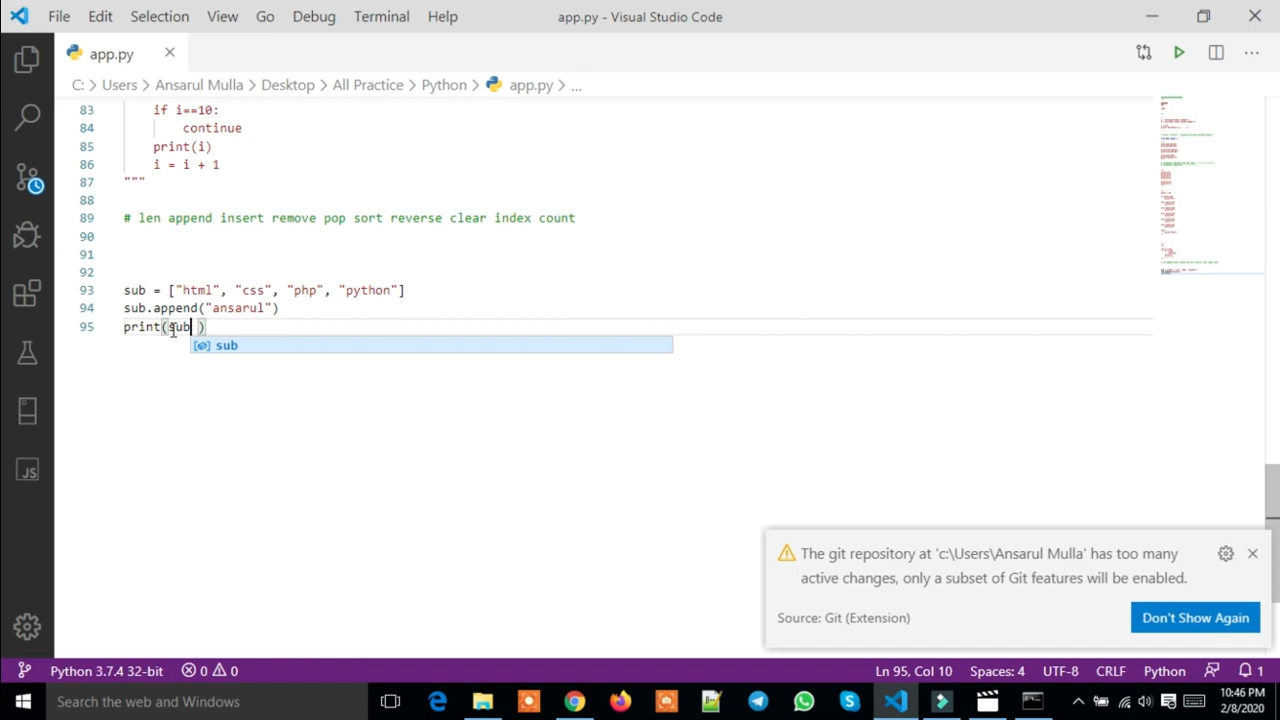 File Edit Selection View Go Debug Terminal Help app.py - Visual Studio Code
app.py
C: > Users > Ansarul Mulla > Desktop > All Practice > Python > app.py > ...
83 if i==10:
84 continue
85 print(i)
86 i = i + 1
87 """
88
89 # len append insert remove pop sort reverse clear index count
90
91
92
93 sub = ["html", "css", "php", "python"]
94 sub.append("ansarul")
95 print(sub )
sub
The git repository at 'c:\Users\Ansarul Mulla' has too many
active changes, only a subset of Git features will be enabled.
Source: Git (Extension) Don't Show Again
JS
Python 3.7.4 32-bit 0 0 Ln 95, Col 10 Spaces: 4 UTF-8 CRLF Python 1
Search the web and Windows
10:46 PM
2/8/2020